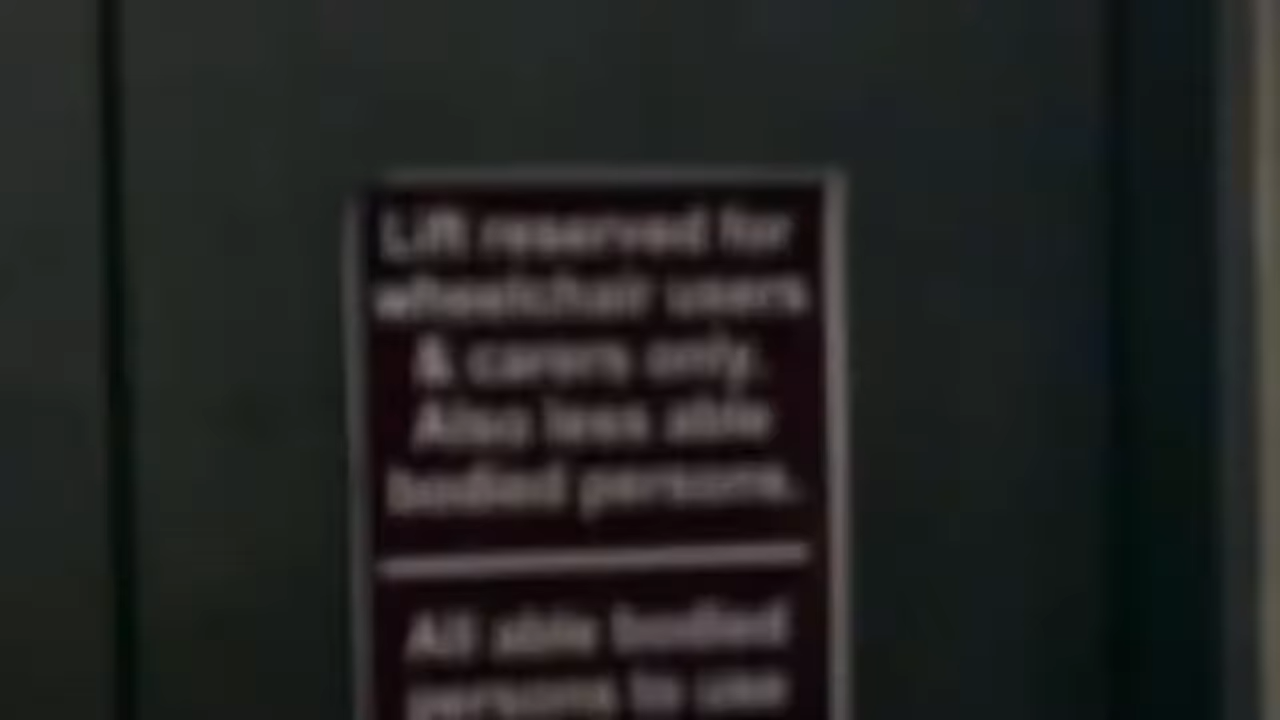 Lift reserved for
wheelchair users
& carers only.
Also less able
bodied persons.
All able bodied
persons to use